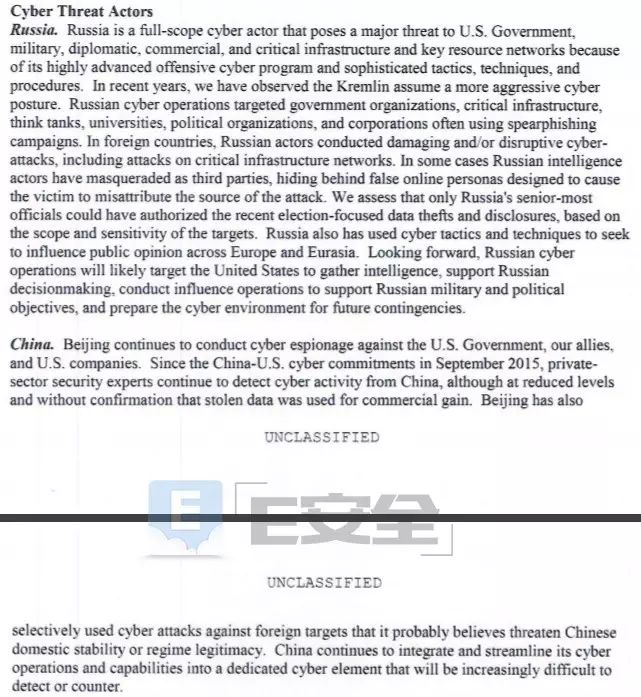 Cyber Threat Actors
Russia. Russia is a full-scope cyber actor that poses a major threat to U.S. Government,
military, diplomatic, commercial, and critical infrastructure and key resource networks because
of its highly advanced offensive cyber program and sophisticated tactics, techniques, and
procedures. In recent years, we have observed the Kremlin assume a more aggressive cyber
posture. Russian cyber operations targeted government organizations, critical infrastructure,
think tanks, universities, political organizations, and corporations often using spearphishing
campaigns. In foreign countries, Russian actors conducted damaging and/or disruptive cyber-
attacks, including attacks on critical infrastructure networks. In some cases Russian intelligence
actors have masqueraded as third parties, hiding behind false online personas designed to cause
the victim to misattribute the source of the attack. We assess that only Russia's senior-most
officials could have authorized the recent election-focused data thefts and disclosures, based on
the scope and sensitivity of the targets. Russia also has used cyber tactics and techniques to seek
to influence public opinion across Europe and Eurasia. Looking forward, Russian cyber
operations will likely target the United States to gather intelligence, support Russian
decisionmaking, conduct influence operations to support Russian military and political
objectives, and prepare the cyber environment for future contingencies.
China. Beijing continues to conduct cyber espionage against the U.S. Government, our allies,
and U.S. companies. Since the China-U.S. cyber commitments in September 2015, private-
sector security experts continue to detect cyber activity from China, although at reduced levels
and without confirmation that stolen data was used for commercial gain. Beijing has also
UNCLASSIFIED
E E安全
UNCLASSIFIED
selectively used cyber attacks against foreign targets that it probably believes threaten Chinese
domestic stability or regime legitimacy. China continues to integrate and streamline its cyber
operations and capabilities into a dedicated cyber element that will be increasingly difficult to
detect or counter.